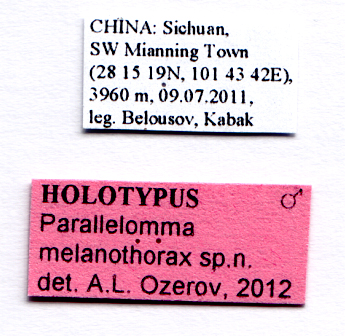 CHINA: Sichuan,
SW Mianning Town
(28 15 19N, 101 43 42E),
3960 m, 09.07.2011,
leg. Belousov, Kabak
HOLOTYPUS ♂
Parallelomma
melanothorax sp.n.
det. A.L. Ozerov, 2012